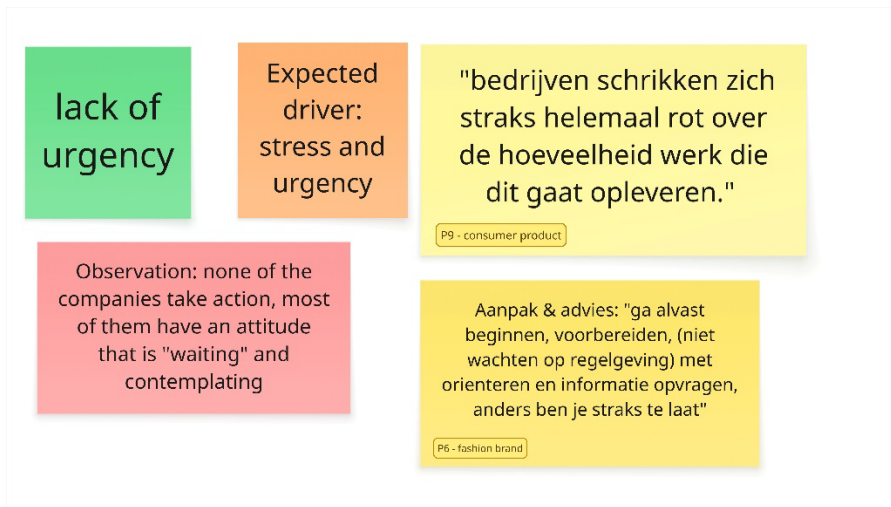 lack of
urgency
Expected
driver:
stress and
urgency
"bedrijven schrikken zich
straks helemaal rot over
de hoeveelheid werk die
dit gaat opleveren."
P9 - consumer product
Observation: none of the
companies take action, most
of them have an attitude
that is "waiting" and
contemplating
Aanpak & advies: "ga alvast
beginnen, voorbereiden, (niet
wachten op regelgeving) met
orienteren en informatie opvragen,
anders ben je straks te laat"
P6 - fashion brand